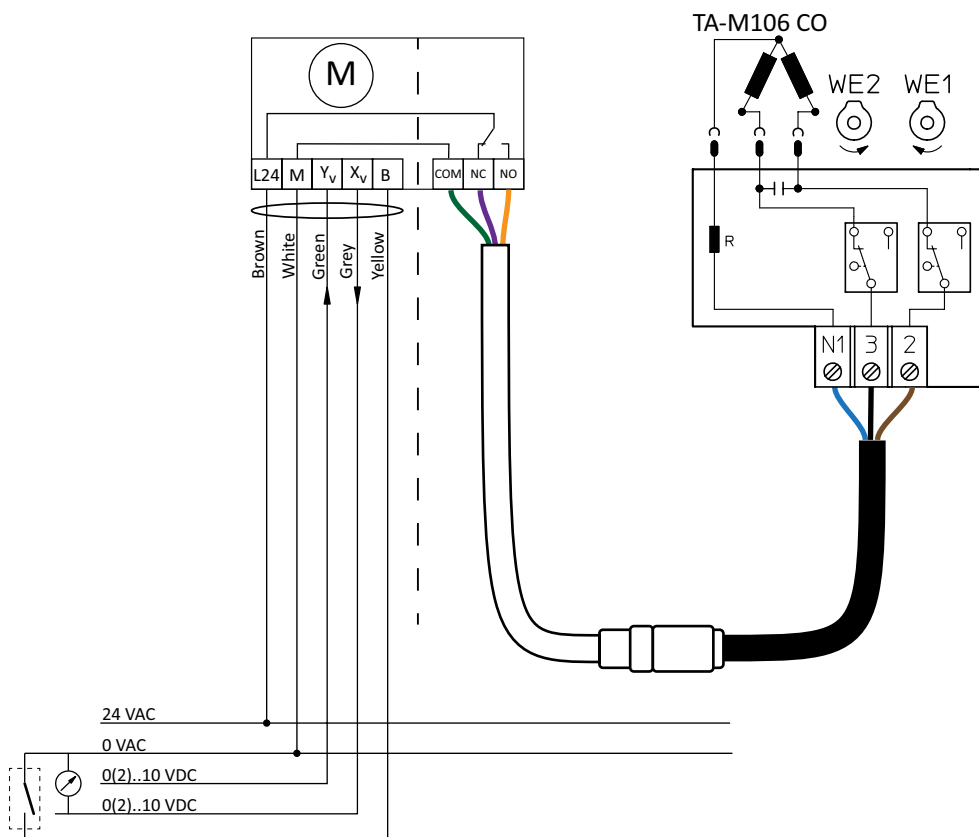 TA-M106 CO
M
WE2 WE1
L24 M Yv Xv B COM NC NO
Brown
White
Green
Grey
Yellow
R
N1 3 2
24 VAC
0 VAC
0(2)..10 VDC
0(2)..10 VDC